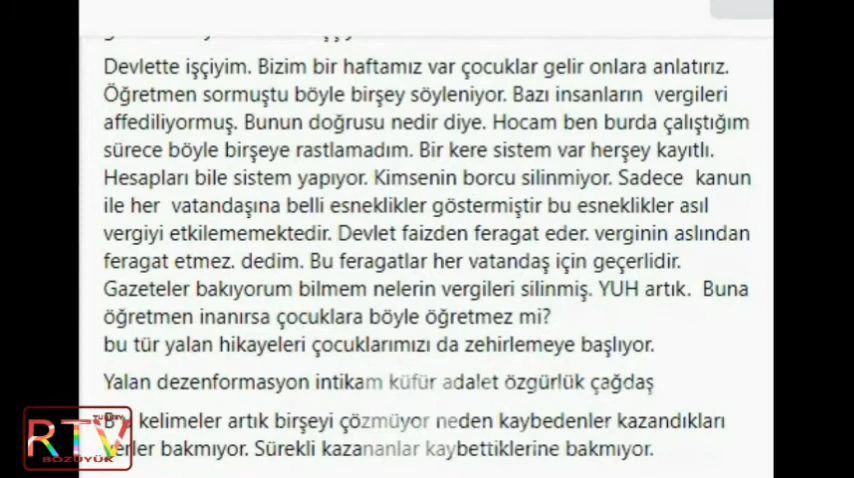 Devlette işçiyim. Bizim bir haftamız var çocuklar gelir onlara anlatırız.
Öğretmen sormuştu böyle birşey söyleniyor. Bazı insanların vergileri
affediliyormuş. Bunun doğrusu nedir diye. Hocam ben burda çalıştığım
sürece böyle birşeye rastlamadım. Bir kere sistem var herşey kayıtlı.
Hesapları bile sistem yapıyor. Kimsenin borcu silinmiyor. Sadece kanun
ile her vatandaşına belli esneklikler göstermiştir bu esneklikler asıl
vergiyi etkilememektedir. Devlet faizden feragat eder. verginin aslından
feragat etmez. dedim. Bu feragatlar her vatandaş için geçerlidir.
Gazeteler bakıyorum bilmem nelerin vergileri silinmiş. YUH artık. Buna
öğretmen inanırsa çocuklara böyle öğretmez mi?
bu tür yalan hikayeleri çocuklarımızı da zehirlemeye başlıyor.
Yalan dezenformasyon intikam küfür adalet özgürlük çağdaş
kelimeler artık birşeyi çözmüyor neden kaybedenler kazandıkları
bakmıyor. Sürekli kazananlar kaybettiklerine bakmıyor.
TURKEY
RTV
BOZÜYÜK